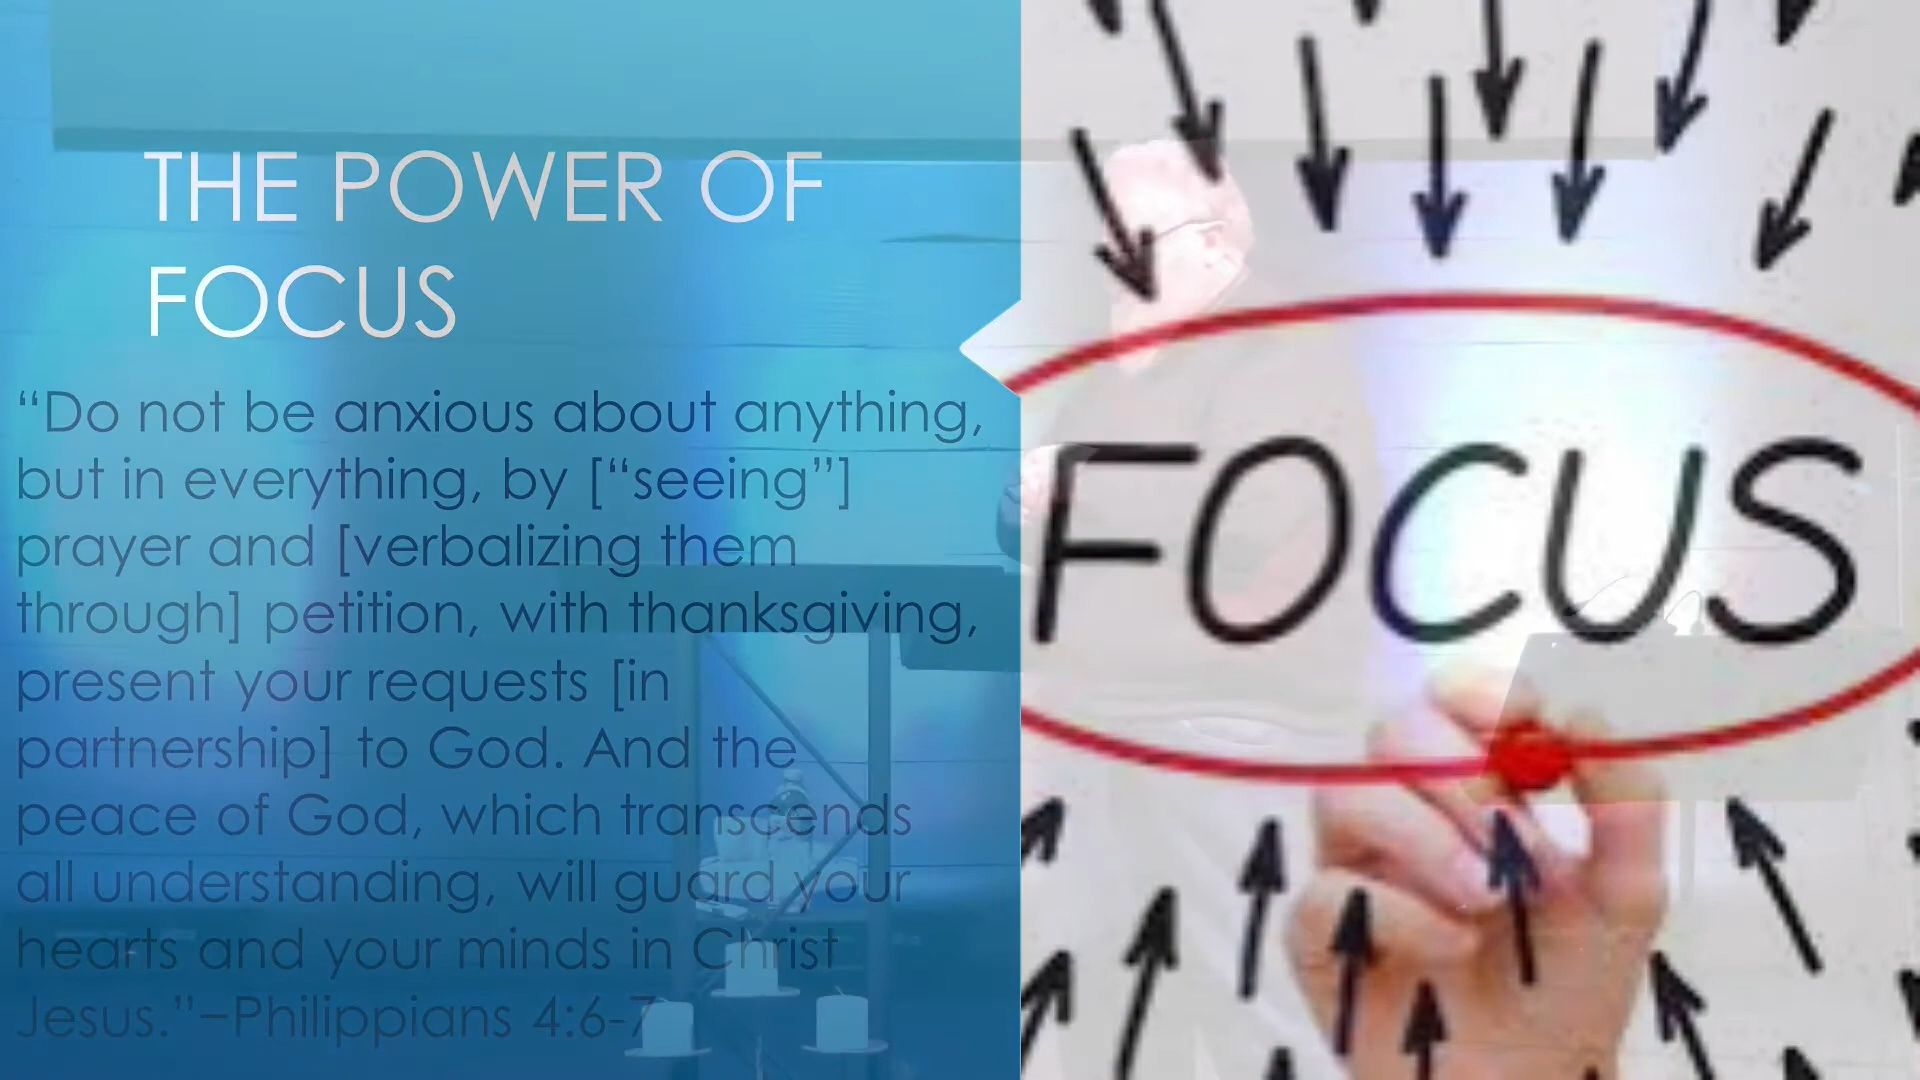 THE POWER OF
FOCUS
“Do not be anxious about anything,
but in everything, by [“seeing”]
prayer and [verbalizing them
through] petition, with thanksgiving,
present your requests [in
partnership] to God. And the
peace of God, which transcends
all understanding, will guard your
hearts and your minds in Christ
Jesus.”–Philippians 4:6-7
FOCUS